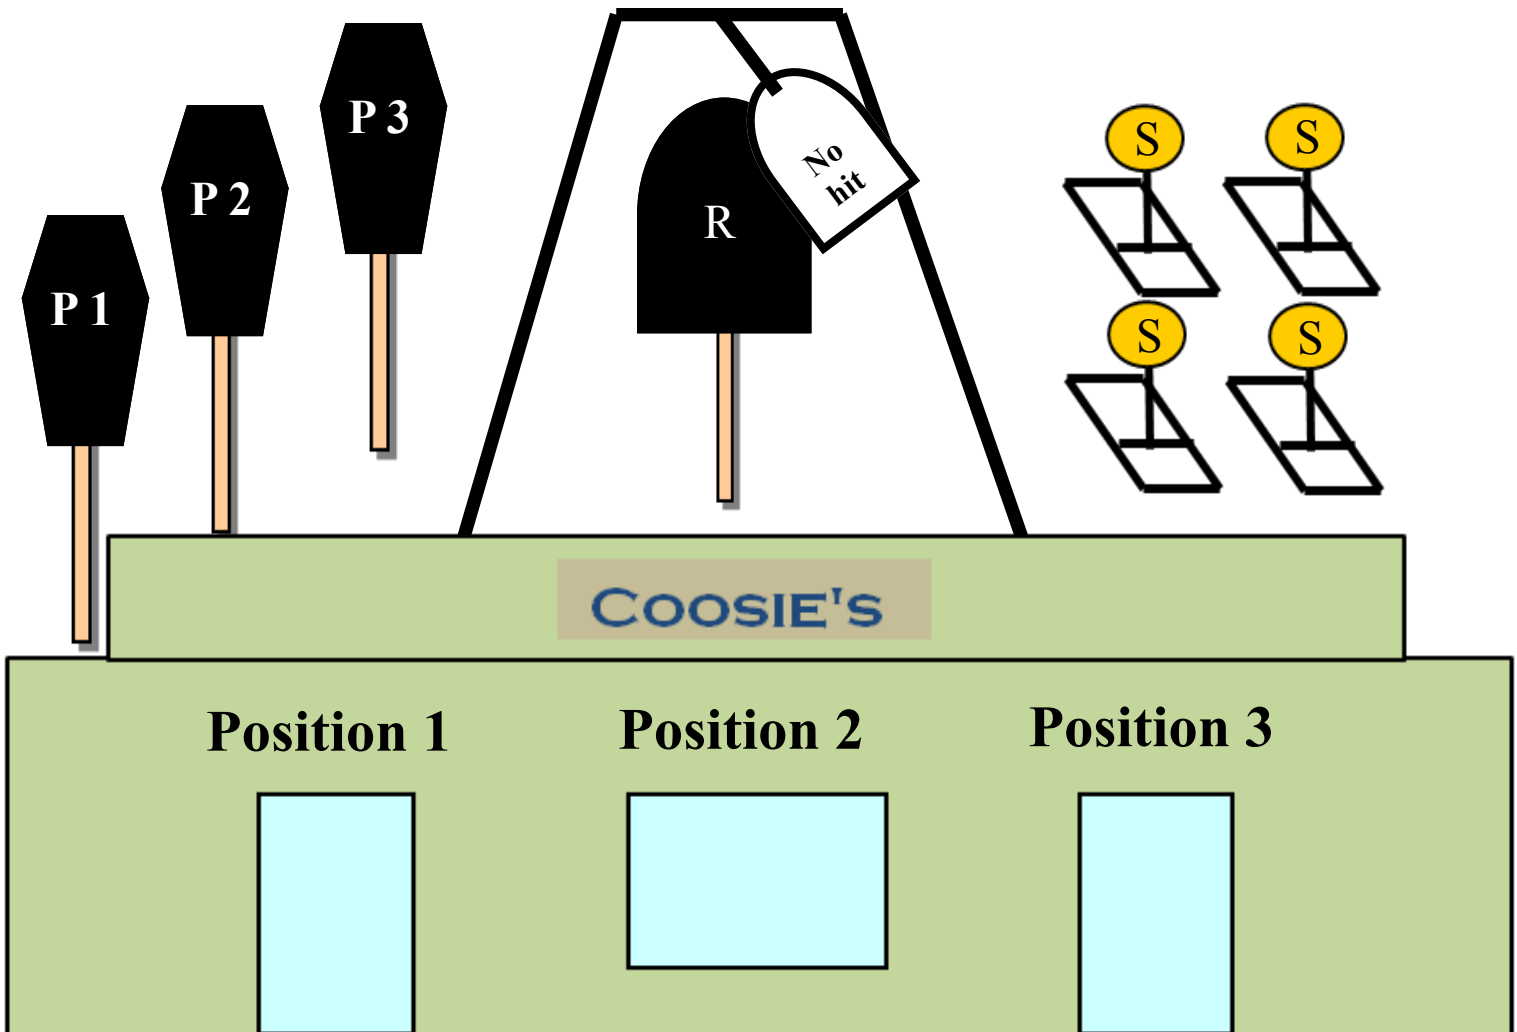 P 1
P 2
P 3
R
No
hit
S
S
S
S
COOSIE'S
Position 1
Position 2
Position 3